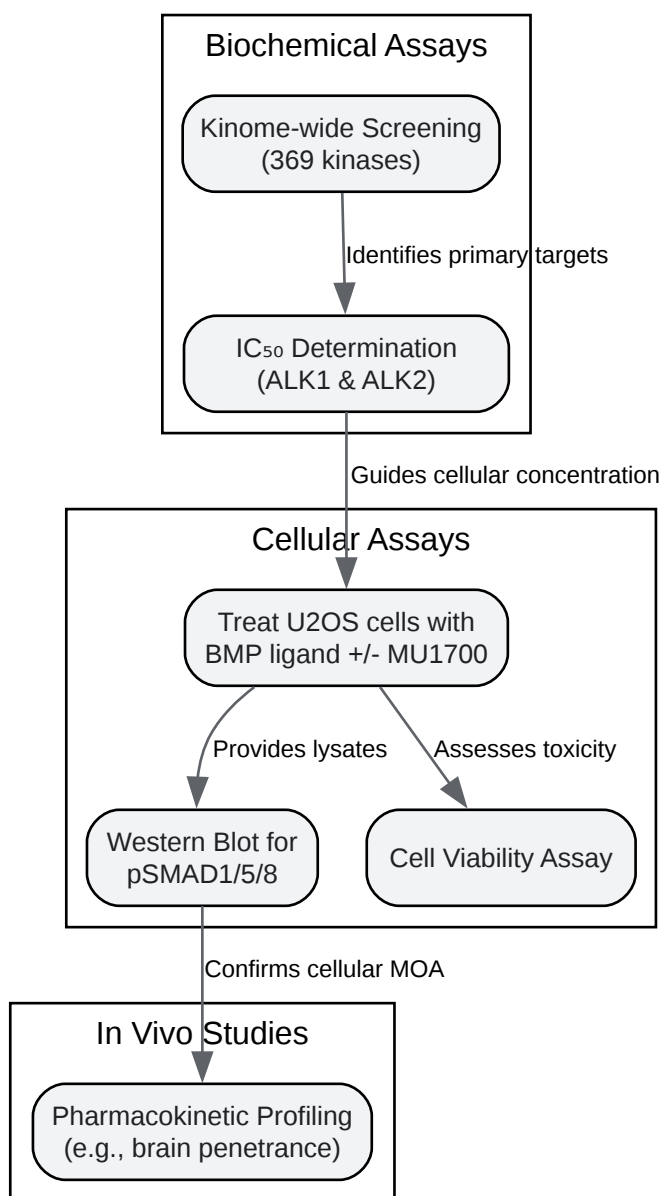 Biochemical Assays
Kinome-wide Screening
(369 kinases)
Identifies primary targets
IC₅₀ Determination
(ALK1 & ALK2)
Guides cellular concentration
Cellular Assays
Treat U2OS cells with
BMP ligand +/- MU1700
Provides lysates
Assesses toxicity
Western Blot for
pSMAD1/5/8
Cell Viability Assay
Confirms cellular MOA
In Vivo Studies
Pharmacokinetic Profiling
(e.g., brain penetrance)